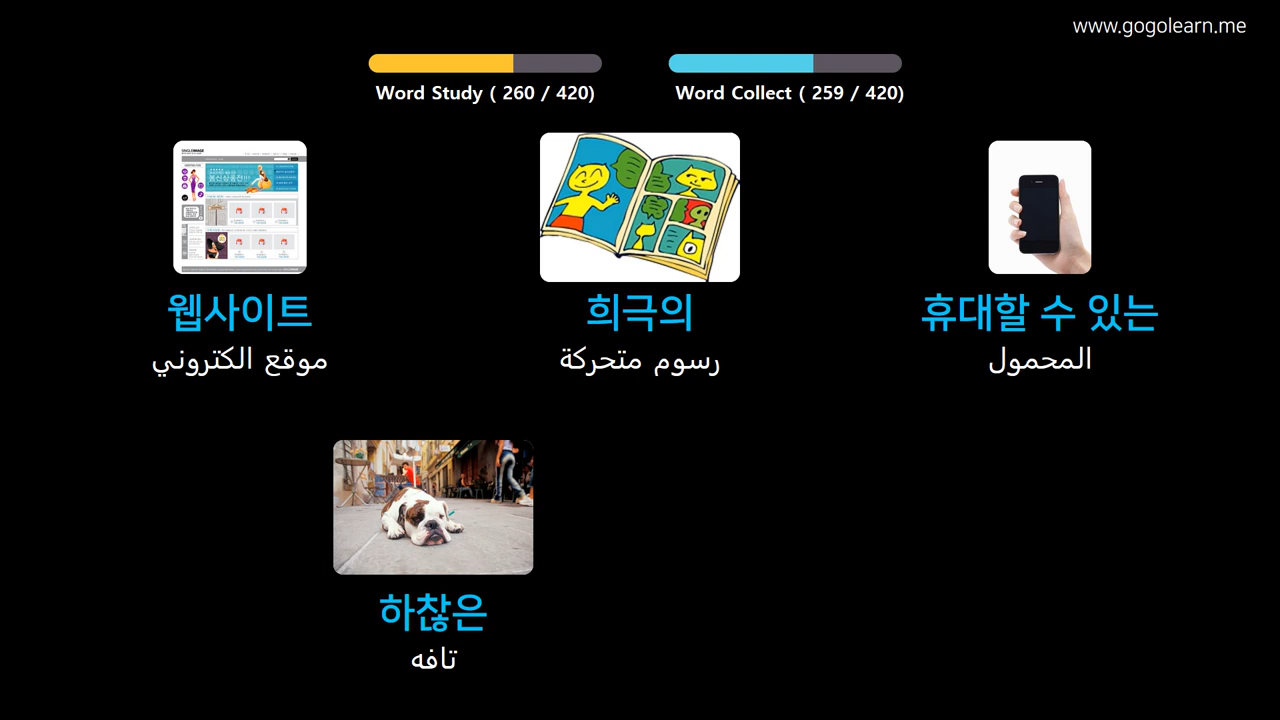 www.gogolearn.me
Word Study ( 260 / 420)
Word Collect ( 259 / 420)
웹사이트
희극의
휴대할 수 있는
موقع الكتروني
رسوم متحركة
المحمول
하찮은
تافه